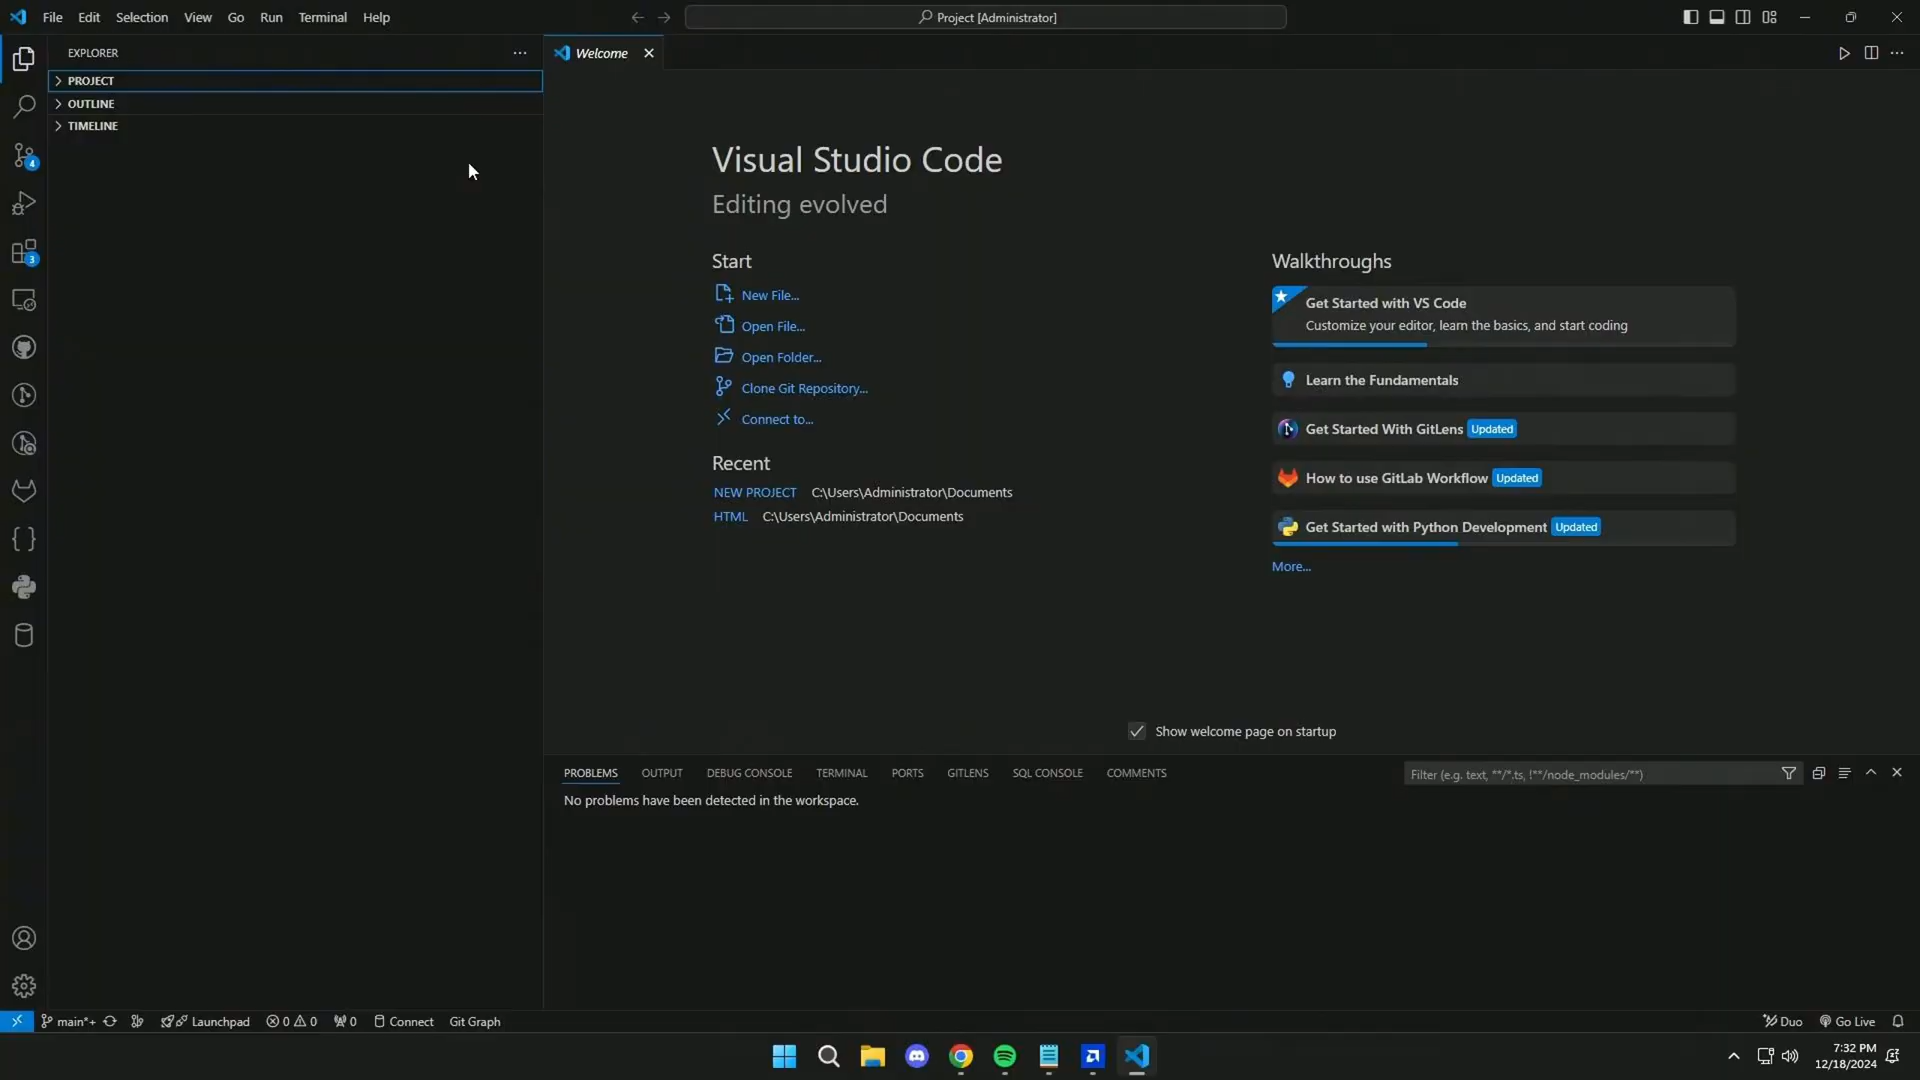 File Edit Selection View Go Run Terminal Help
Project [Administrator]
EXPLORER
Welcome
PROJECT
OUTLINE
TIMELINE
4
3
Visual Studio Code
Editing evolved
Start
New File...
Open File...
Open Folder...
Clone Git Repository...
Connect to...
Recent
NEW PROJECT C:\Users\Administrator\Documents
HTML C:\Users\Administrator\Documents
Walkthroughs
Get Started with VS Code
Customize your editor, learn the basics, and start coding
Learn the Fundamentals
Get Started With GitLens Updated
How to use GitLab Workflow Updated
Get Started with Python Development Updated
More...
Show welcome page on startup
PROBLEMS OUTPUT DEBUG CONSOLE TERMINAL PORTS GITLENS SQL CONSOLE COMMENTS
Filter (e.g. text, **/*.ts, !**/node_modules/**)
No problems have been detected in the workspace.
main*+ Launchpad 0 0 0 Connect Git Graph Duo Go Live
7:32 PM
12/18/2024